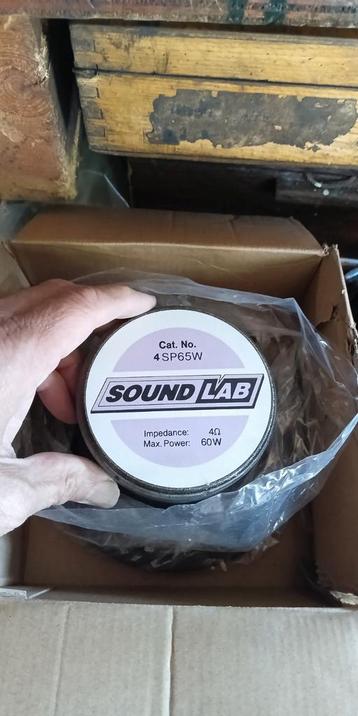 Cat. No.
4SP65W
SOUND LAB
Impedance: 4Ω
Max. Power: 60W